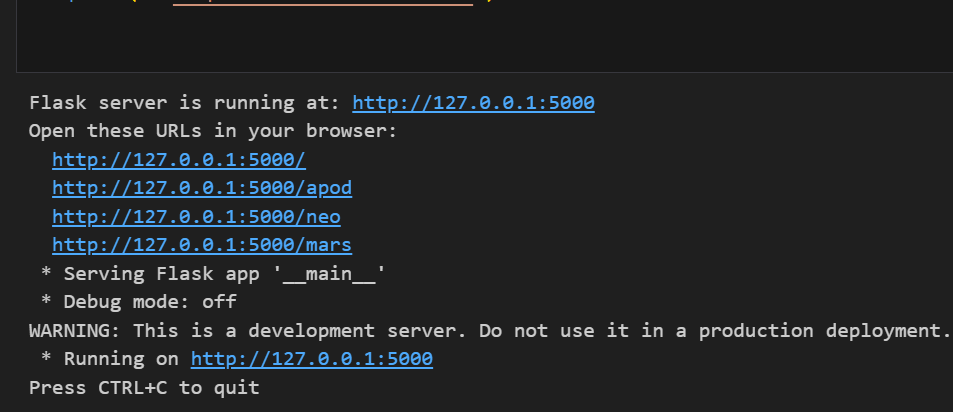 Flask server is running at: http://127.0.0.1:5000
Open these URLs in your browser:
http://127.0.0.1:5000/
http://127.0.0.1:5000/apod
http://127.0.0.1:5000/neo
http://127.0.0.1:5000/mars
* Serving Flask app '__main__'
* Debug mode: off
WARNING: This is a development server. Do not use it in a production deployment.
* Running on http://127.0.0.1:5000
Press CTRL+C to quit